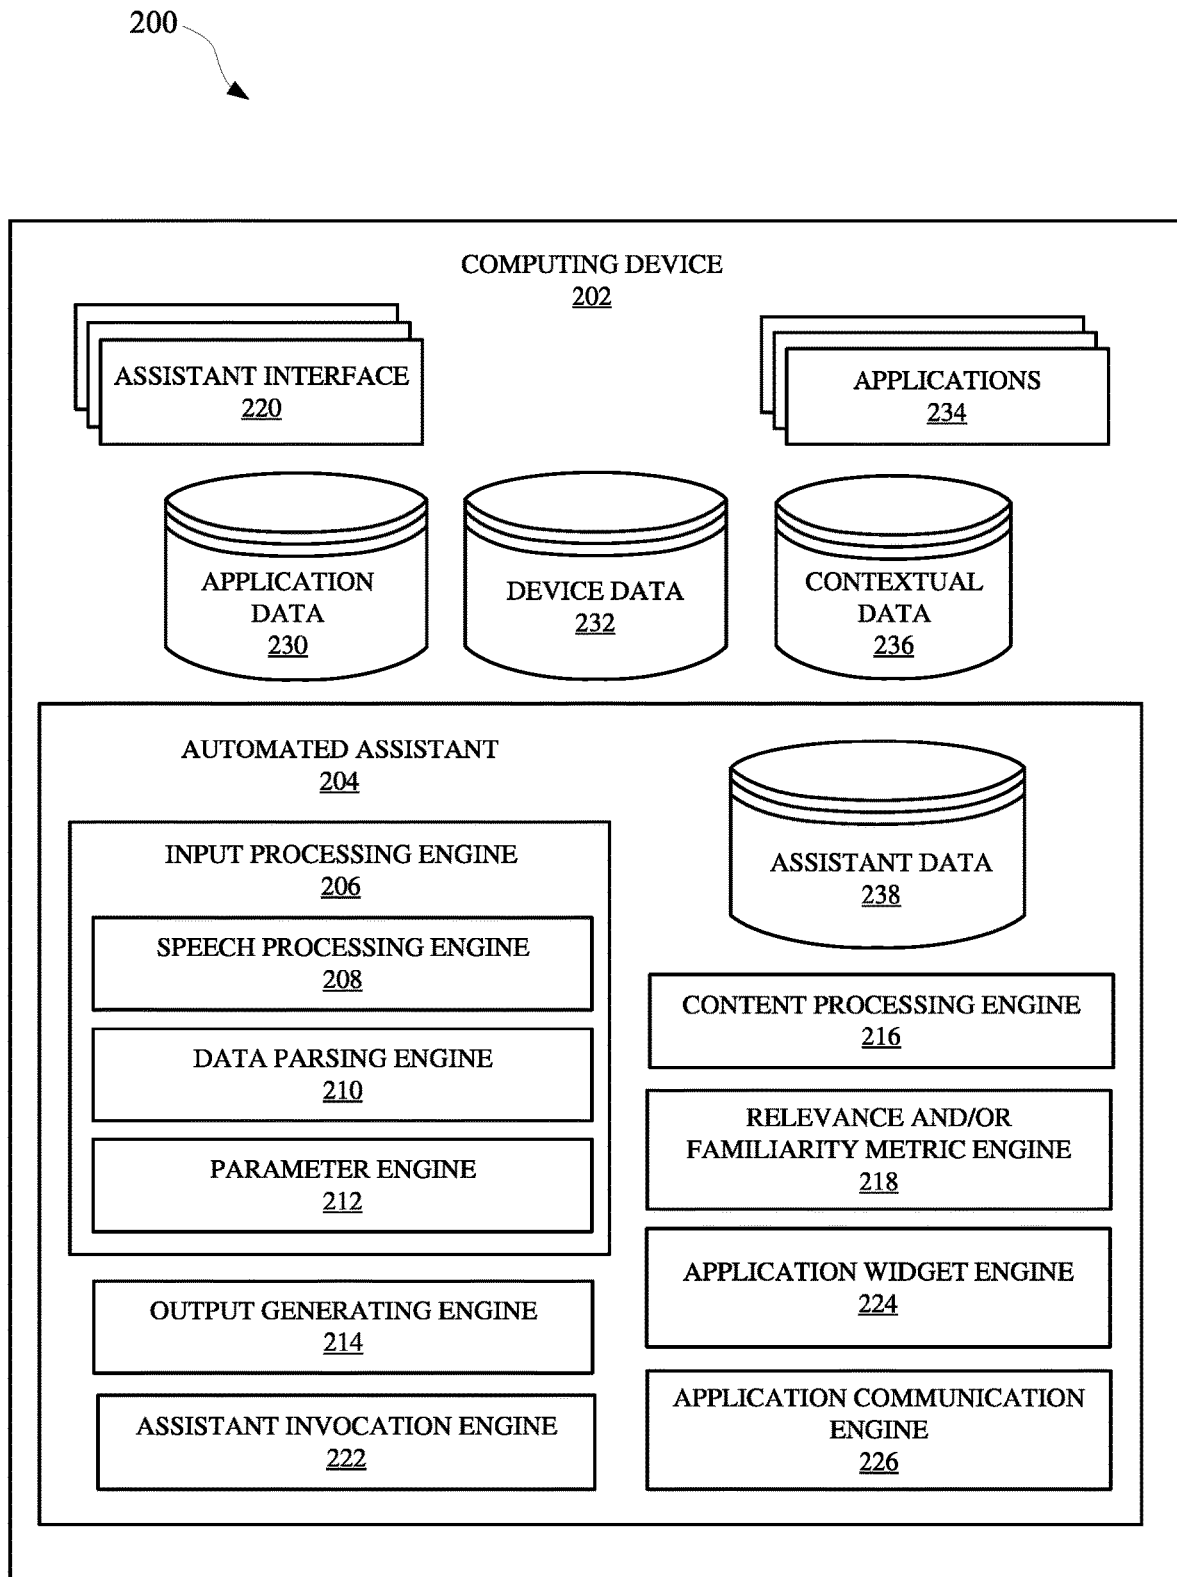 200
COMPUTING DEVICE
202
ASSISTANT INTERFACE
220
APPLICATIONS
234
APPLICATION
DATA
230
DEVICE DATA
232
CONTEXTUAL
DATA
236
AUTOMATED ASSISTANT
204
INPUT PROCESSING ENGINE
206
SPEECH PROCESSING ENGINE
208
DATA PARSING ENGINE
210
PARAMETER ENGINE
212
OUTPUT GENERATING ENGINE
214
ASSISTANT INVOCATION ENGINE
222
ASSISTANT DATA
238
CONTENT PROCESSING ENGINE
216
RELEVANCE AND/OR
FAMILIARITY METRIC ENGINE
218
APPLICATION WIDGET ENGINE
224
APPLICATION COMMUNICATION
ENGINE
226